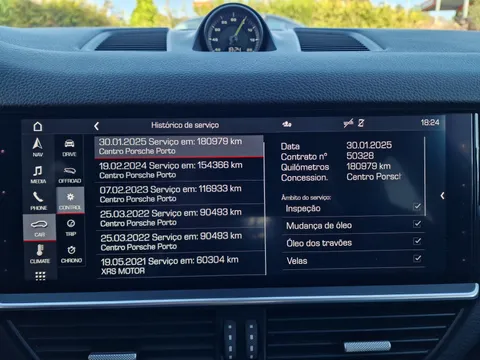 18:24
Histórico de serviço
18:24
NAV
DRIVE
MEDIA
OFFROAD
PHONE
CONTROL
CAR
TRIP
CLIMATE
CHRONO
30.01.2025 Serviço em: 180979 km
Centro Porsche Porto
19.02.2024 Serviço em: 154366 km
Centro Porsche Porto
07.02.2023 Serviço em: 116933 km
Centro Porsche Porto
25.03.2022 Serviço em: 90493 km
Centro Porsche Porto
25.03.2022 Serviço em: 90493 km
Centro Porsche Porto
19.05.2021 Serviço em: 60304 km
XRS MOTOR
Data 30.01.2025
Contrato nº 50328
Quilómetros 180979 km
Concession. Centro Porscl
Âmbito do serviço:
Inspeção
Mudança de óleo
Óleo dos travões
Velas